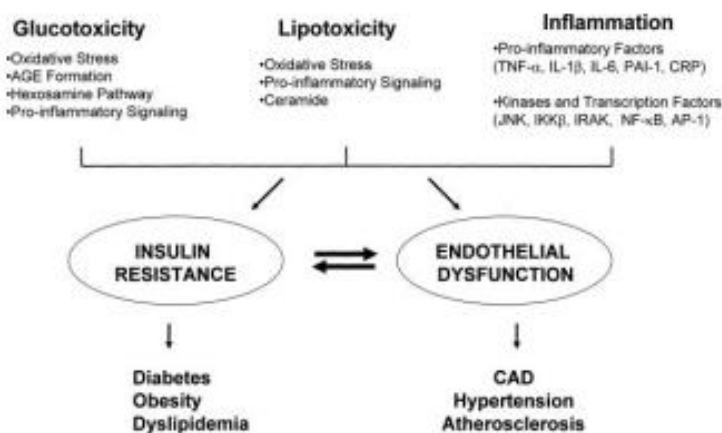 Glucotoxicity
•Oxidative Stress
•AGE Formation
•Hexosamine Pathway
•Pro-inflammatory Signaling
Lipotoxicity
•Oxidative Stress
•Pro-inflammatory Signaling
•Ceramide
Inflammation
•Pro-inflammatory Factors
(TNF-α, IL-1β, IL-6, PAI-1, CRP)
•Kinases and Transcription Factors
(JNK, IKKβ, IRAK, NF-κB, AP-1)
INSULIN
RESISTANCE
ENDOTHELIAL
DYSFUNCTION
Diabetes
Obesity
Dyslipidemia
CAD
Hypertension
Atherosclerosis